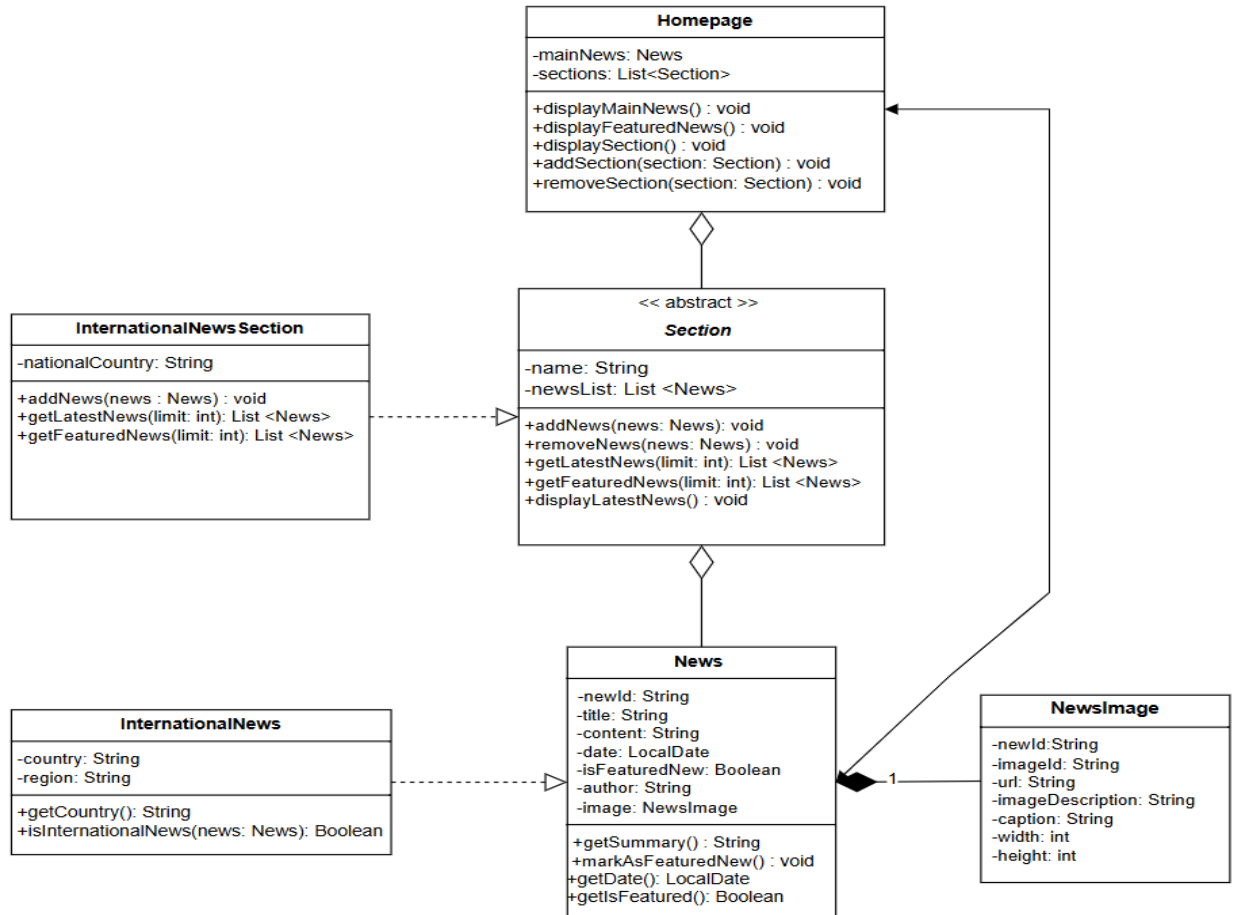 Homepage
-mainNews: News
-sections: List<Section>
+displayMainNews() : void
+displayFeaturedNews() : void
+displaySection() : void
+addSection(section: Section) : void
+removeSection(section: Section) : void
<< abstract >>
Section
-name: String
-newsList: List <News>
+addNews(news: News): void
+removeNews(news: News) : void
+getLatestNews(limit: int): List <News>
+getFeaturedNews(limit: int): List <News>
+displayLatestNews() : void
InternationalNewsSection
-nationalCountry: String
+addNews(news : News) : void
+getLatestNews(limit: int): List <News>
+getFeaturedNews(limit: int): List <News>
News
-newId: String
-title: String
-content: String
-date: LocalDate
-isFeaturedNew: Boolean
-author: String
-image: NewsImage
+getSummary() : String
+markAsFeaturedNew() : void
+getDate(): LocalDate
+getIsFeatured(): Boolean
InternationalNews
-country: String
-region: String
+getCountry(): String
+isInternationalNews(news: News): Boolean
1
NewsImage
-newId:String
-imageId: String
-url: String
-imageDescription: String
-caption: String
-width: int
-height: int